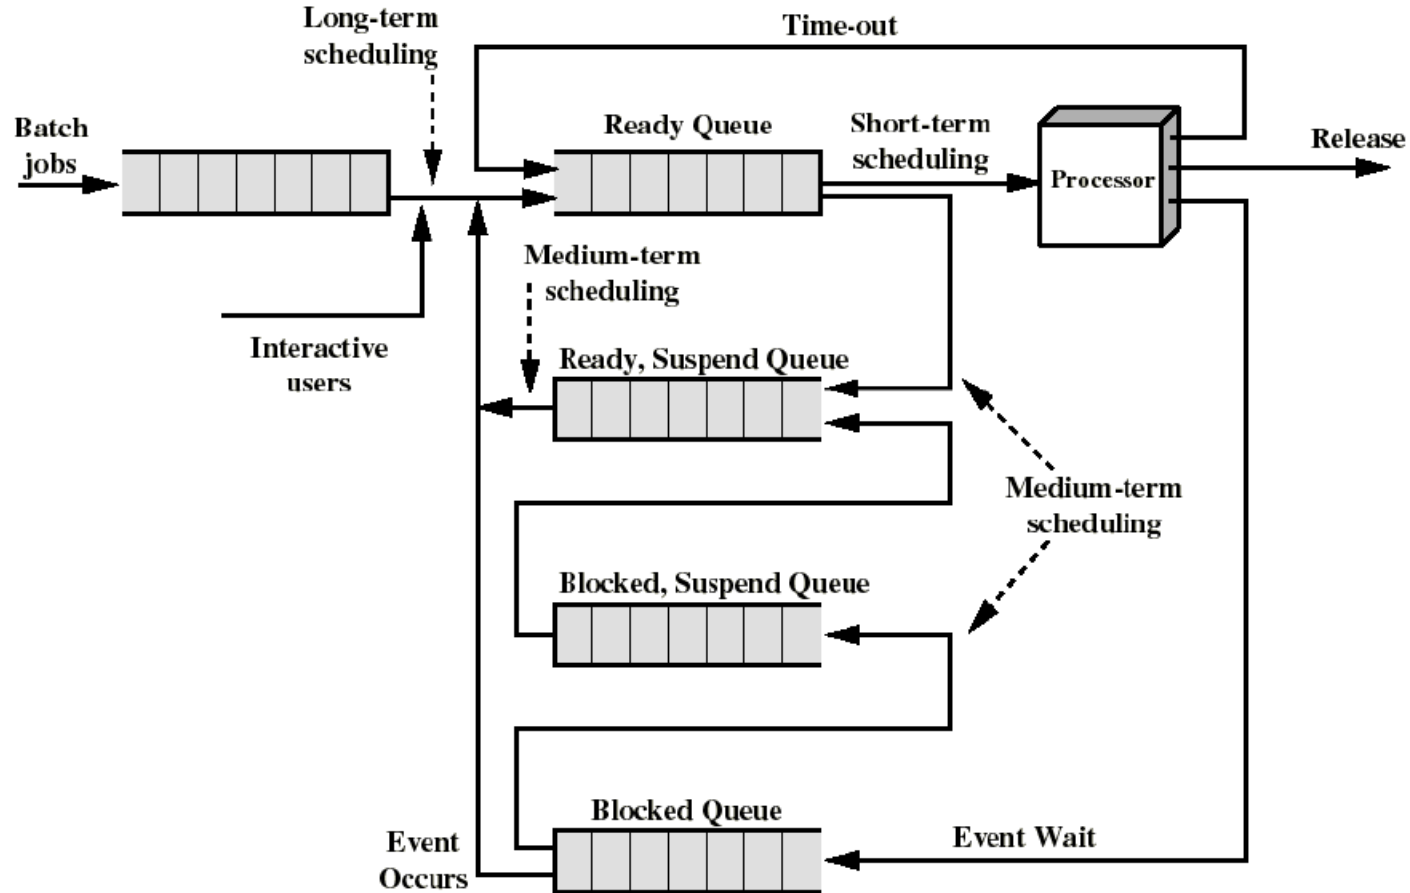 Long-term
scheduling
Time-out
Batch
jobs
Ready Queue
Short-term
scheduling
Processor
Release
Medium-term
scheduling
Interactive
users
Ready, Suspend Queue
Medium-term
scheduling
Blocked, Suspend Queue
Blocked Queue
Event
Occurs
Event Wait